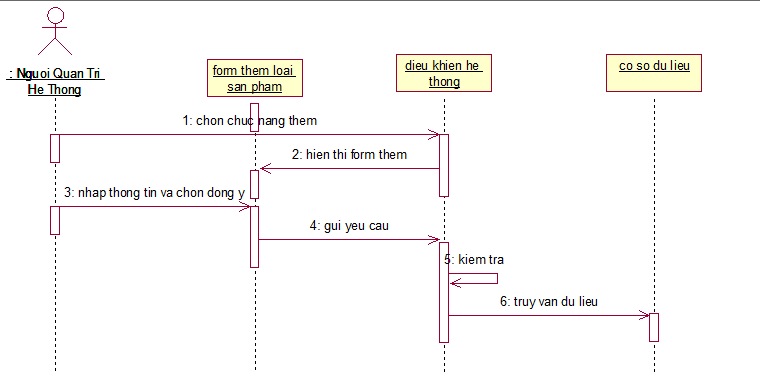 : Nguoi Quan Tri
He Thong
form them loai
san pham
dieu khien he
thong
co so du lieu
1: chon chuc nang them
2: hien thi form them
3: nhap thong tin va chon dong y
4: gui yeu cau
5: kiem tra
6: truy van du lieu